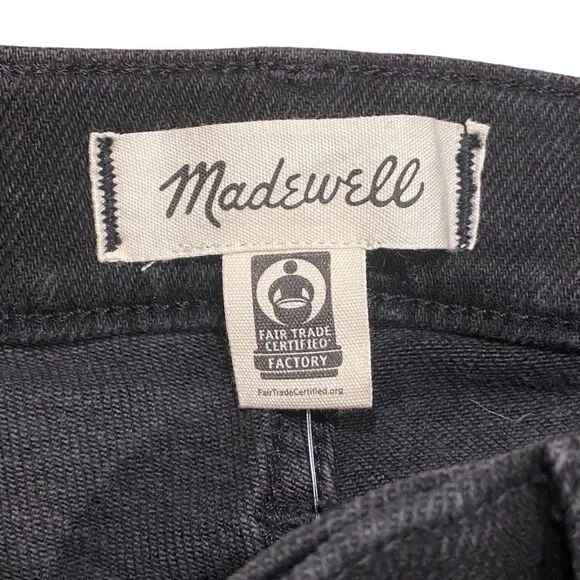 Madewell
FAIR TRADE
CERTIFIED
FACTORY
FairTradeCertified.org